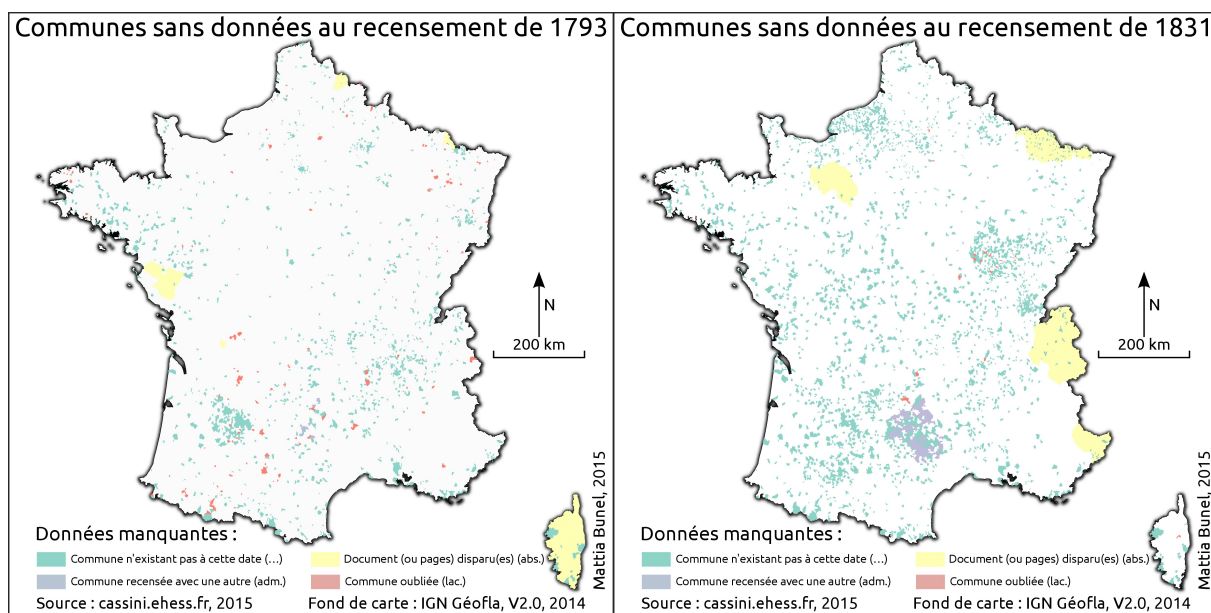 Communes sans données au recensement de 1793
N
200 km
Données manquantes :
Commune n'existant pas à cette date (...)
Document (ou pages) disparu(es) (abs.)
Commune recensée avec une autre (adm.)
Commune oubliée (lac.)
Source : cassini.ehess.fr, 2015
Fond de carte : IGN Géofla, V2.0, 2014
Mattia Bunel, 2015
Communes sans données au recensement de 1831
N
200 km
Données manquantes :
Commune n'existant pas à cette date (...)
Document (ou pages) disparu(es) (abs.)
Commune recensée avec une autre (adm.)
Commune oubliée (lac.)
Source : cassini.ehess.fr, 2015
Fond de carte : IGN Géofla, V2.0, 2014
Mattia Bunel, 2015